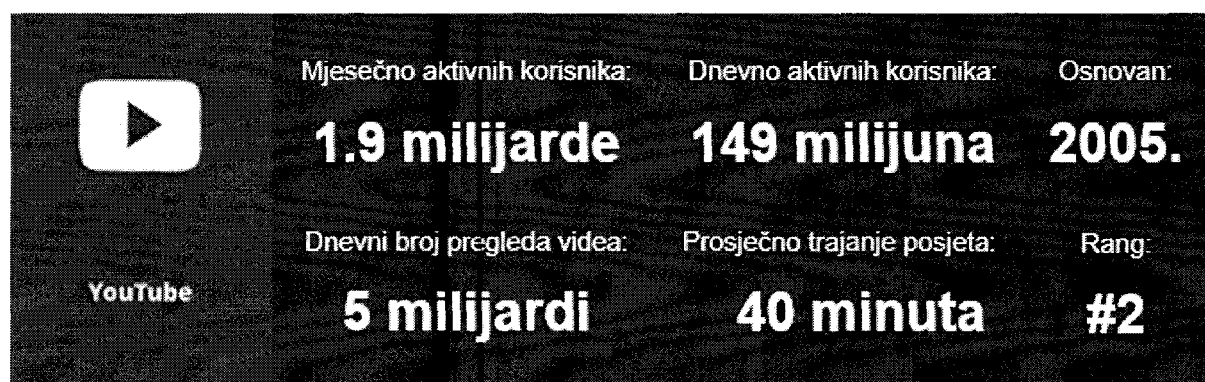 Mjesečno aktivnih korisnika:
1.9 milijarde
Dnevno aktivnih korisnika:
149 milijuna
Osnovan:
2005.
YouTube
Dnevni broj pregleda videa:
5 milijardi
Prosječno trajanje posjeta:
40 minuta
Rang:
#2